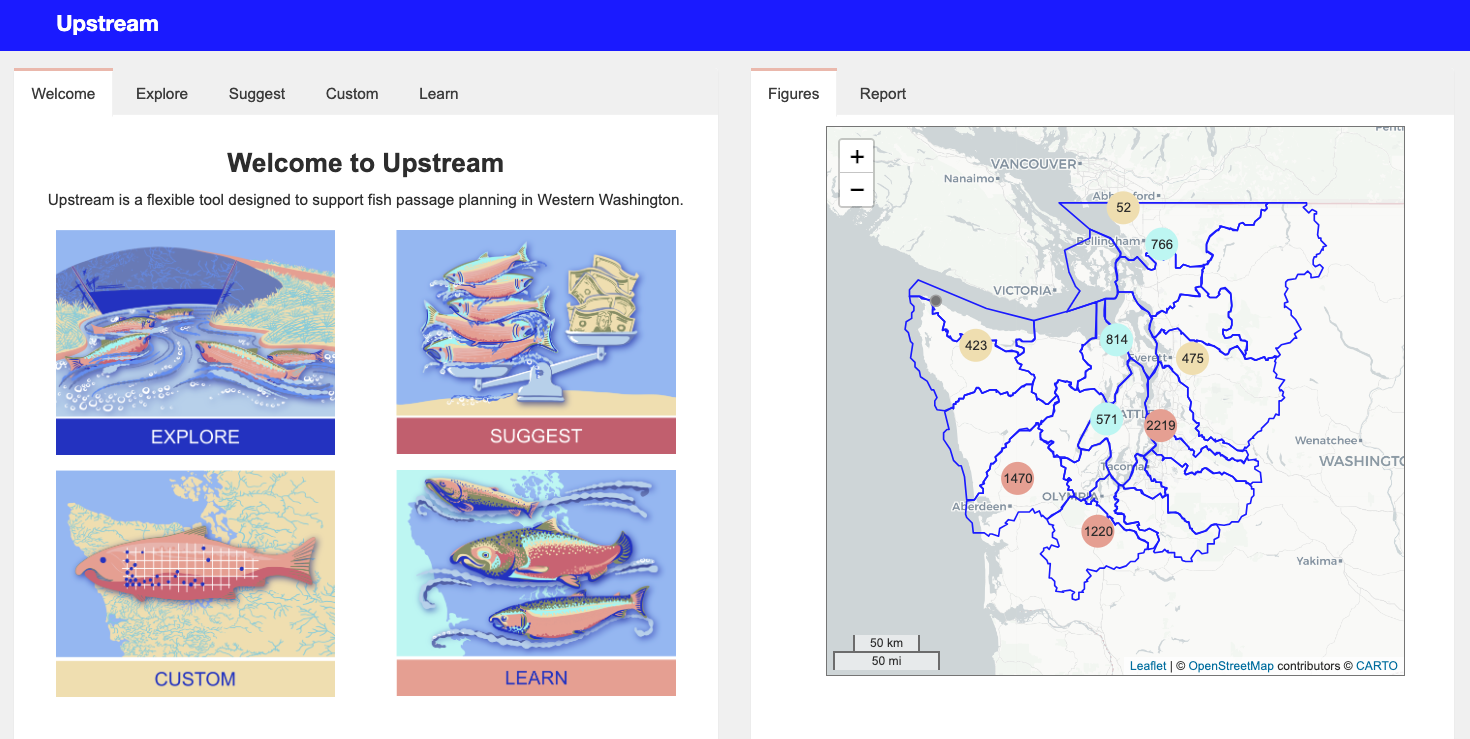 Upstream
Welcome
Explore
Suggest
Custom
Learn
Figures
Report
Welcome to Upstream
Upstream is a flexible tool designed to support fish passage planning in Western Washington.
EXPLORE
SUGGEST
CUSTOM
LEARN
+
−
VANCOUVER
Nanaimo
52
Bellingham
766
VICTORIA
423
814
Everett
475
571
2219
Wenatchee
WASHINGTO
Tacoma
1470
OLYMPIA
Aberdeen
1220
Yakima
50 km
50 mi
Leaflet | © OpenStreetMap contributors © CARTO